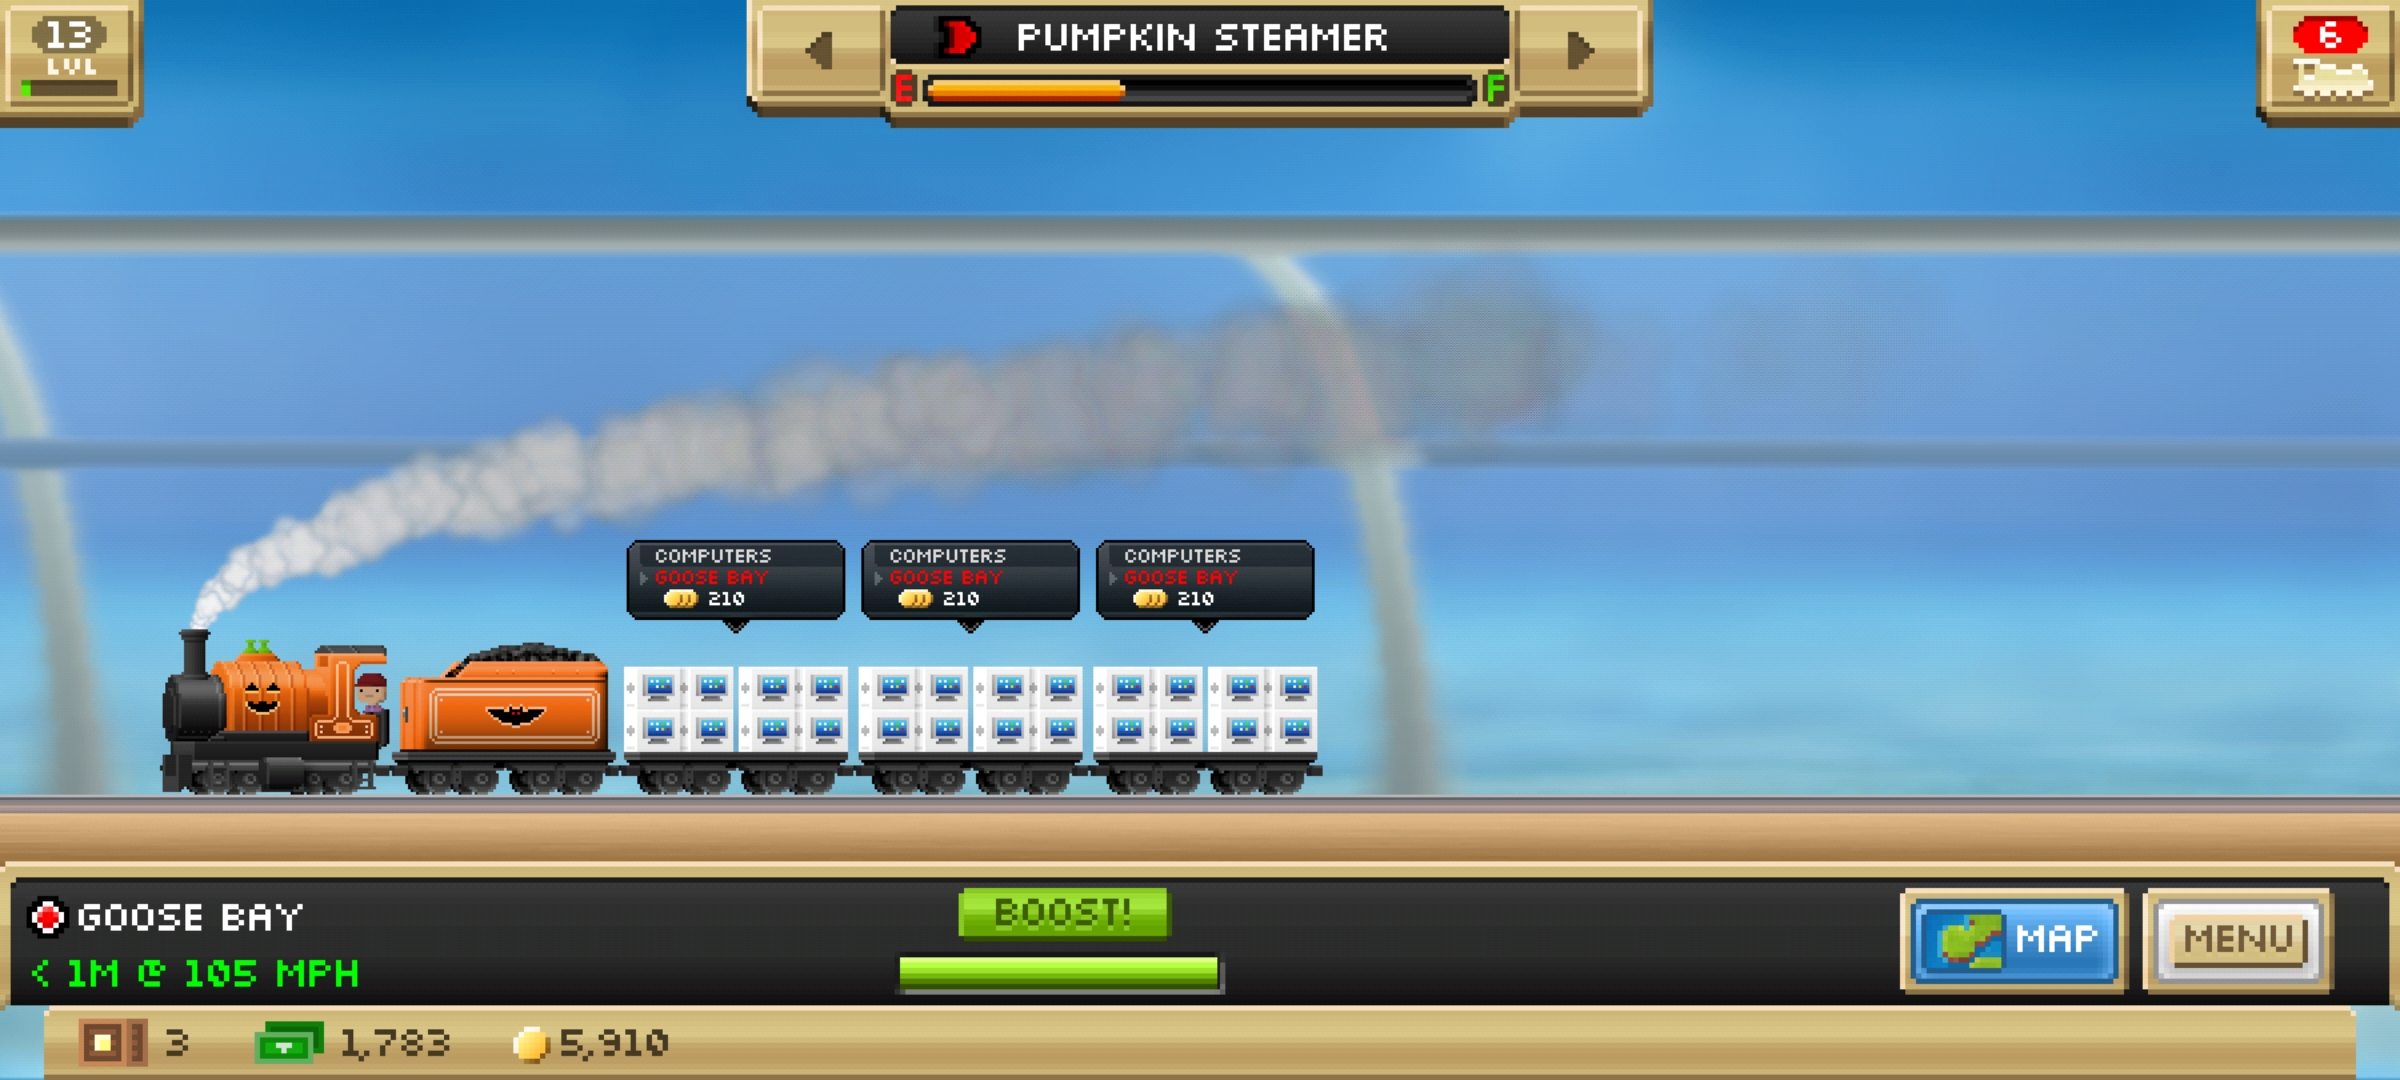 13
LVL
PUMPKIN STEAMER
E F
6
COMPUTERS
GOOSE BAY
210
COMPUTERS
GOOSE BAY
210
COMPUTERS
GOOSE BAY
210
GOOSE BAY
< 1M @ 105 MPH
BOOST!
MAP
MENU
3 1,783 5,910